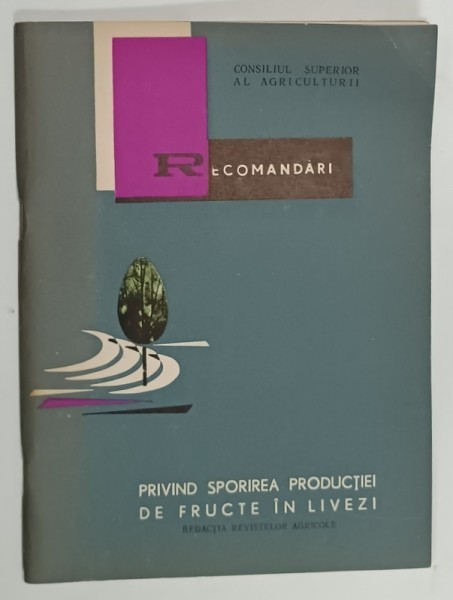 CONSILIUL SUPERIOR
AL AGRICULTURII
RECOMANDĂRI
PRIVIND SPORIREA PRODUCȚIEI
DE FRUCTE ÎN LIVEZI
REDACȚIA REVISTELOR AGRICOLE